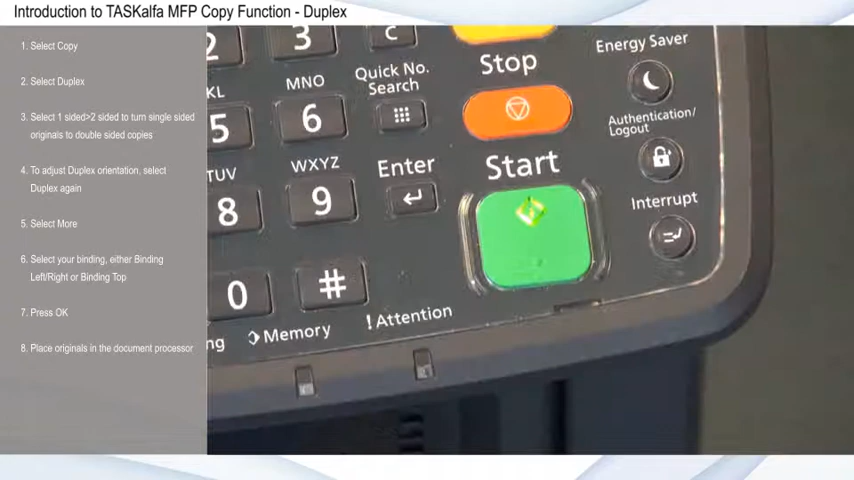 Introduction to TASKalfa MFP Copy Function - Duplex
1. Select Copy
2. Select Duplex
3. Select 1 sided>2 sided to turn single sided
originals to double sided copies
4. To adjust Duplex orientation, select
Duplex again
5. Select More
6. Select your binding, either Binding
Left/Right or Binding Top
7. Press OK
8. Place originals in the document processor
2
3
C
Energy Saver
Stop
Quick No.
Search
KL
MNO
5
6
Authentication/
Logout
TUV
WXYZ
Enter
Start
8
9
Interrupt
0
#
ng
Memory
!Attention